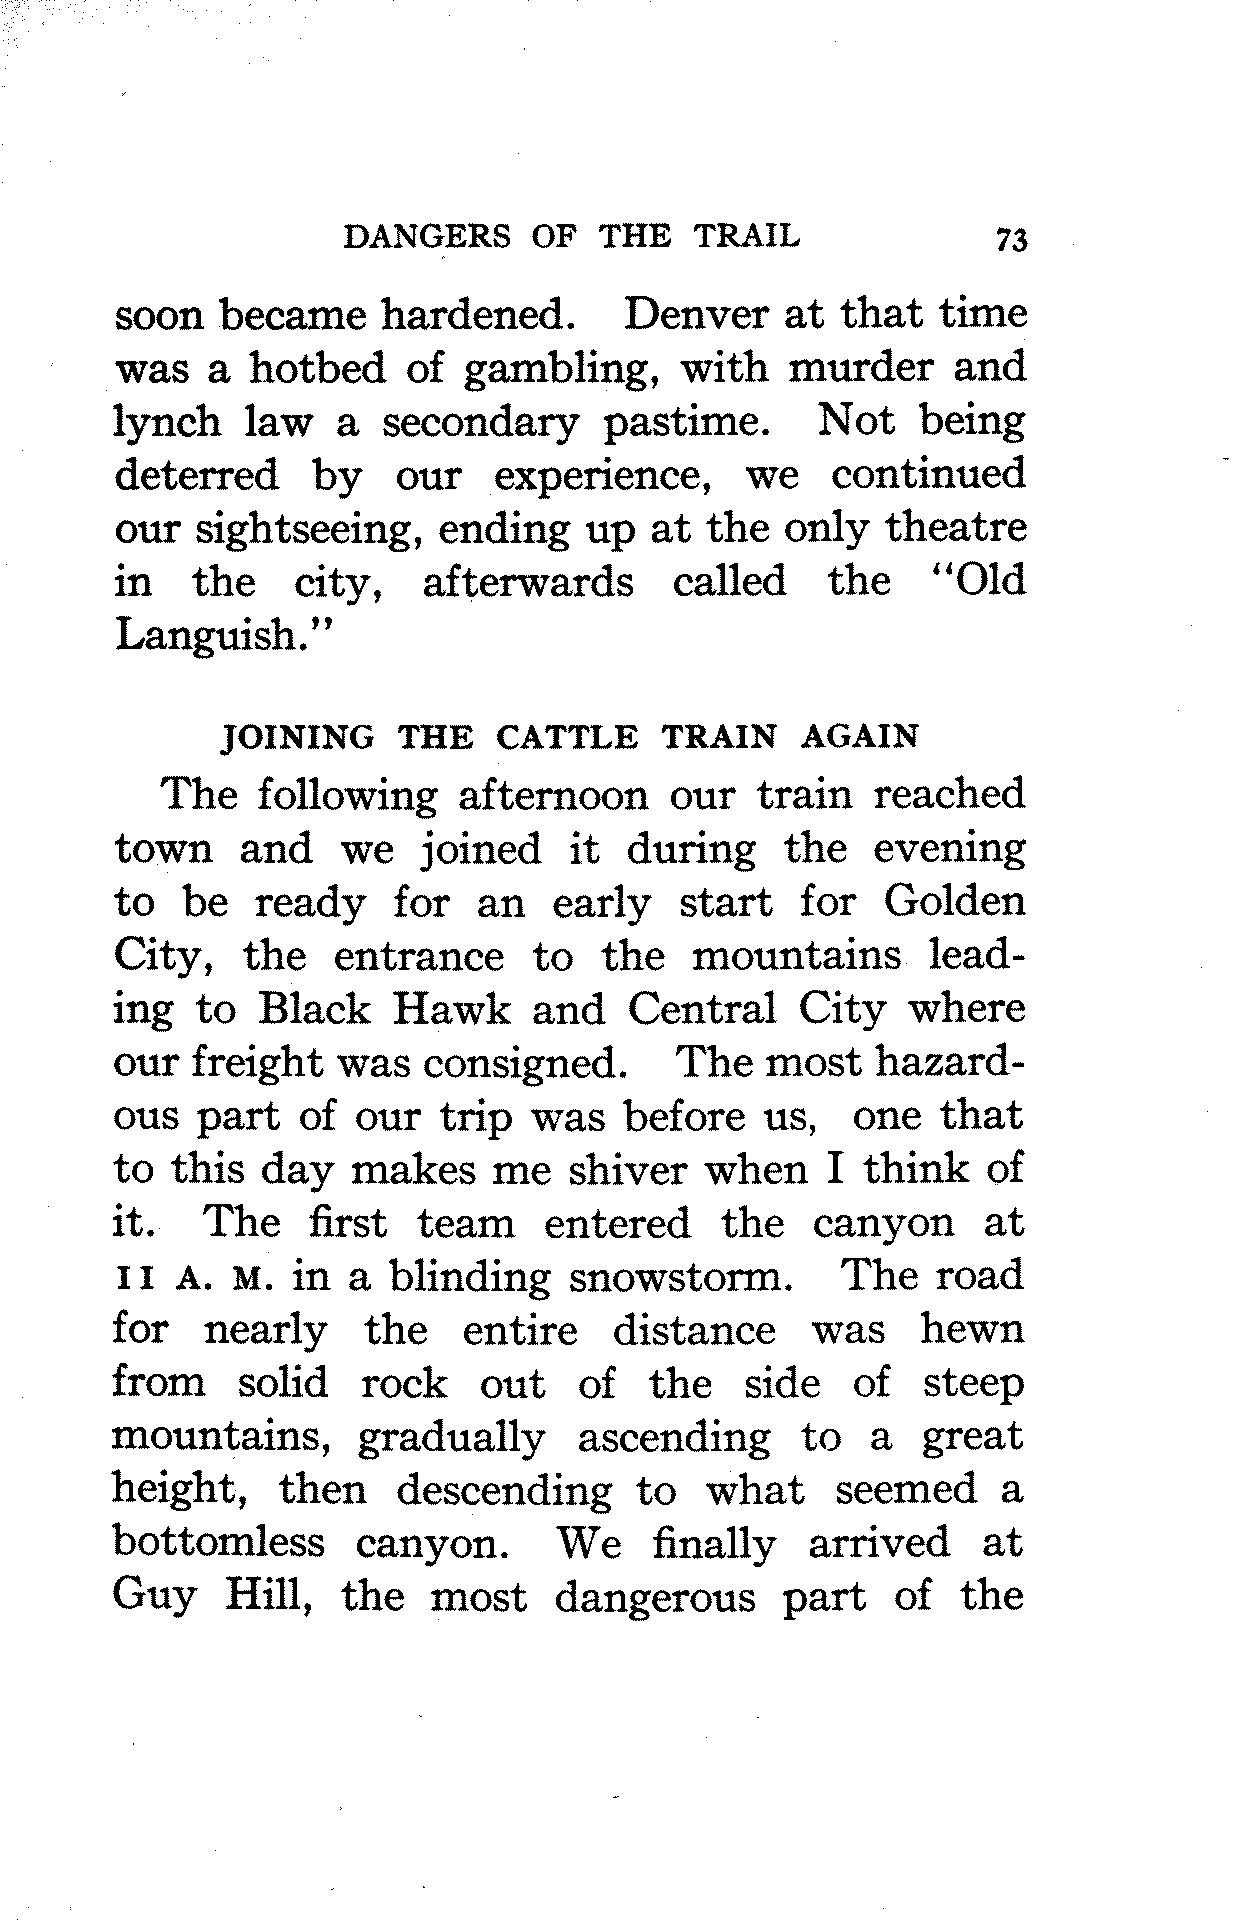 DANGERS OF THE TRAIL 73
soon became hardened. Denver at that time
was a hotbed of gambling, with murder and
lynch law a secondary pastime. Not being
deterred by our experience, we continued
our sightseeing, ending up at the only theatre
in the city, afterwards called the “Old
Languish.”
JOINING THE CATTLE TRAIN AGAIN
The following afternoon our train reached
town and we joined it during the evening
to be ready for an early start for Golden
City, the entrance to the mountains lead-
ing to Black Hawk and Central City where
our freight was consigned. The most hazard-
ous part of our trip was before us, one that
to this day makes me shiver when I think of
it. The first team entered the canyon at
11 A. M. in a blinding snowstorm. The road
for nearly the entire distance was hewn
from solid rock out of the side of steep
mountains, gradually ascending to a great
height, then descending to what seemed a
bottomless canyon. We finally arrived at
Guy Hill, the most dangerous part of the